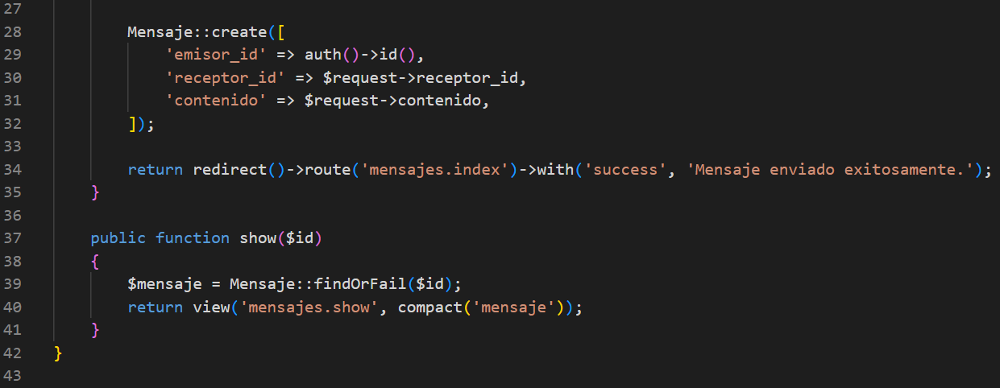 27
28 Mensaje::create([
29 'emisor_id' => auth()->id(),
30 'receptor_id' => $request->receptor_id,
31 'contenido' => $request->contenido,
32 ]);
33
34 return redirect()->route('mensajes.index')->with('success', 'Mensaje enviado exitosamente.');
35 }
36
37 public function show($id)
38 {
39 $mensaje = Mensaje::findOrFail($id);
40 return view('mensajes.show', compact('mensaje'));
41 }
42 }
43